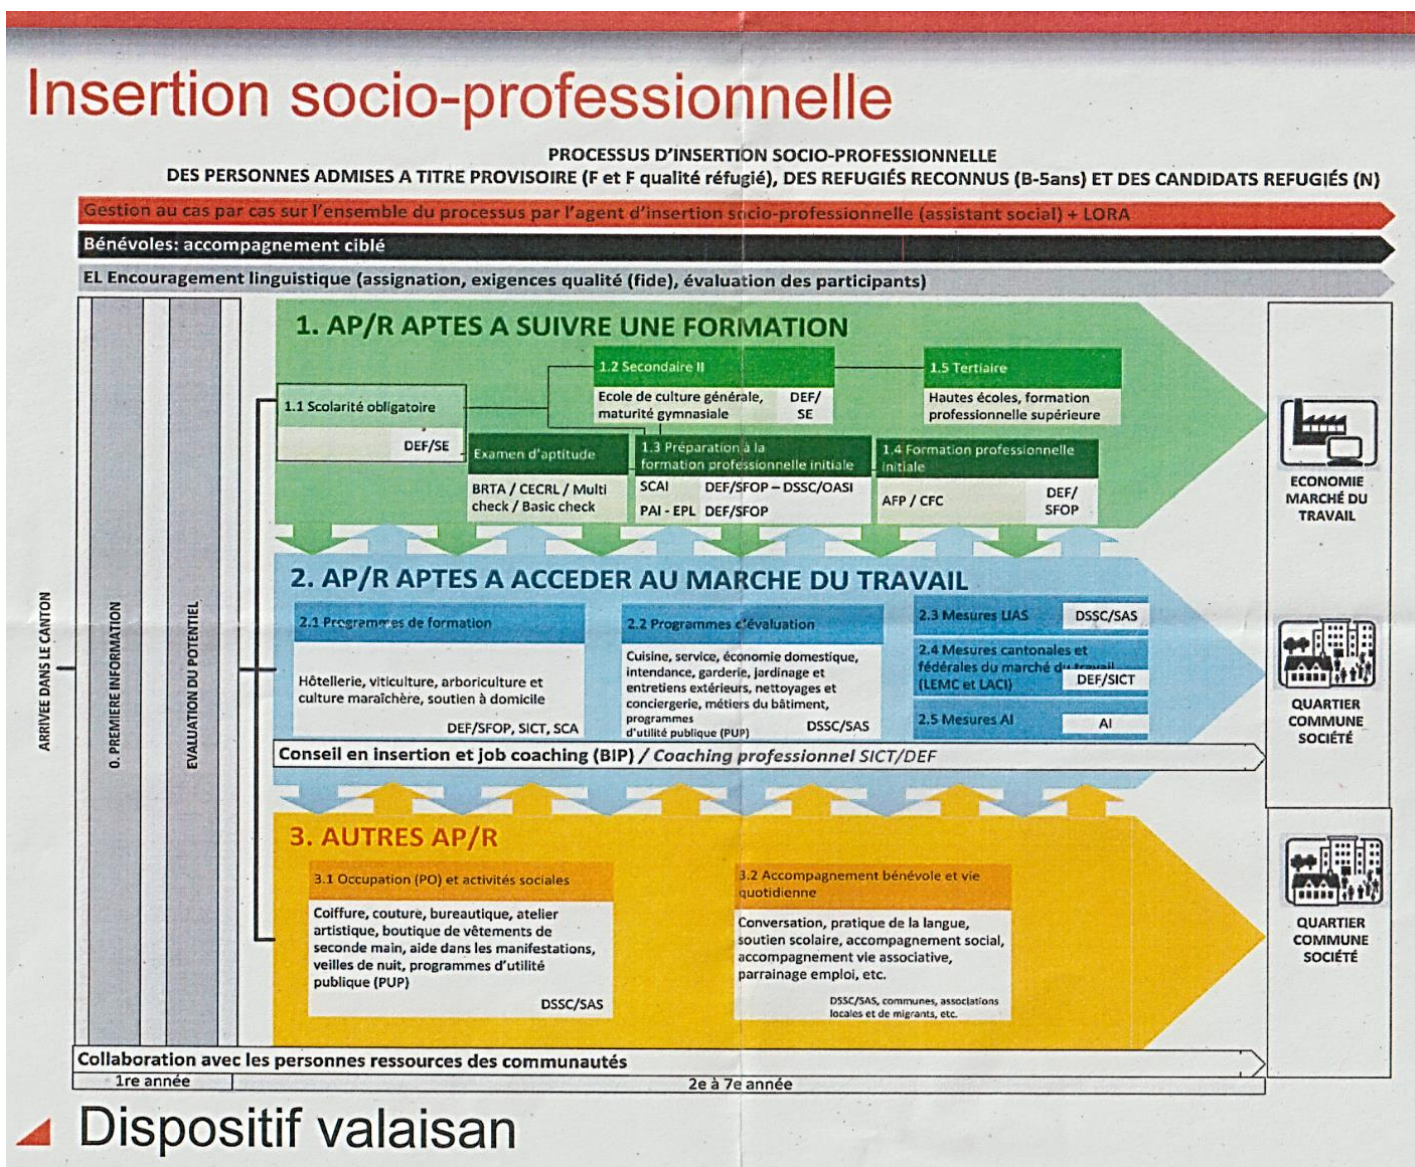 Insertion socio-professionnelle
PROCESSUS D'INSERTION SOCIO-PROFESSIONNELLE
DES PERSONNES ADMISES A TITRE PROVISOIRE (F et F qualité réfugié), DES REFUGIÉS RECONNUS (B-5ans) ET DES CANDIDATS REFUGIÉS (N)
Gestion au cas par cas sur l'ensemble du processus par l'agent d'insertion socio-professionnelle (assistant social) + LORA
Bénévoles: accompagnement ciblé
EL Encouragement linguistique (assignation, exigences qualité (fide), évaluation des participants)
ARRIVEE DANS LE CANTON
0. PREMIERE INFORMATION
EVALUATION DU POTENTIEL
1. AP/R APTES A SUIVRE UNE FORMATION
1.1 Scolarité obligatoire
DEF/SE
1.2 Secondaire II
Ecole de culture générale,
maturité gymnasiale
DEF/
SE
1.5 Tertiaire
Hautes écoles, formation
professionnelle supérieure
Examen d'aptitude
BRTA / CECRL / Multi
check / Basic check
1.3 Préparation à la
formation professionnelle initiale
SCAI DEF/SFOP – DSSC/OASI
PAI - EPL DEF/SFOP
1.4 Formation professionnelle
initiale
AFP / CFC
DEF/
SFOP
2. AP/R APTES A ACCEDER AU MARCHE DU TRAVAIL
2.1 Programmes de formation
Hôtellerie, viticulture, arboriculture et
culture maraîchère, soutien à domicile
DEF/SFOP, SICT, SCA
2.2 Programmes d'évaluation
Cuisine, service, économie domestique,
intendance, garderie, jardinage et
entretiens extérieurs, nettoyages et
conciergerie, métiers du bâtiment,
programmes
d'utilité publique (PUP)
DSSC/SAS
2.3 Mesures LIAS
DSSC/SAS
2.4 Mesures cantonales et
fédérales du marché du travail
(LEMC et LACI)
DEF/SICT
2.5 Mesures AI
AI
Conseil en insertion et job coaching (BIP) / Coaching professionnel SICT/DEF
3. AUTRES AP/R
3.1 Occupation (PO) et activités sociales
Coiffure, couture, bureautique, atelier
artistique, boutique de vêtements de
seconde main, aide dans les manifestations,
veilles de nuit, programmes d'utilité
publique (PUP)
DSSC/SAS
3.2 Accompagnement bénévole et vie
quotidienne
Conversation, pratique de la langue,
soutien scolaire, accompagnement social,
accompagnement vie associative,
parrainage emploi, etc.
DSSC/SAS, communes, associations
locales et de migrants, etc.
ECONOMIE
MARCHÉ DU
TRAVAIL
QUARTIER
COMMUNE
SOCIÉTÉ
QUARTIER
COMMUNE
SOCIÉTÉ
Collaboration avec les personnes ressources des communautés
1re année
2e à 7e année
Dispositif valaisan